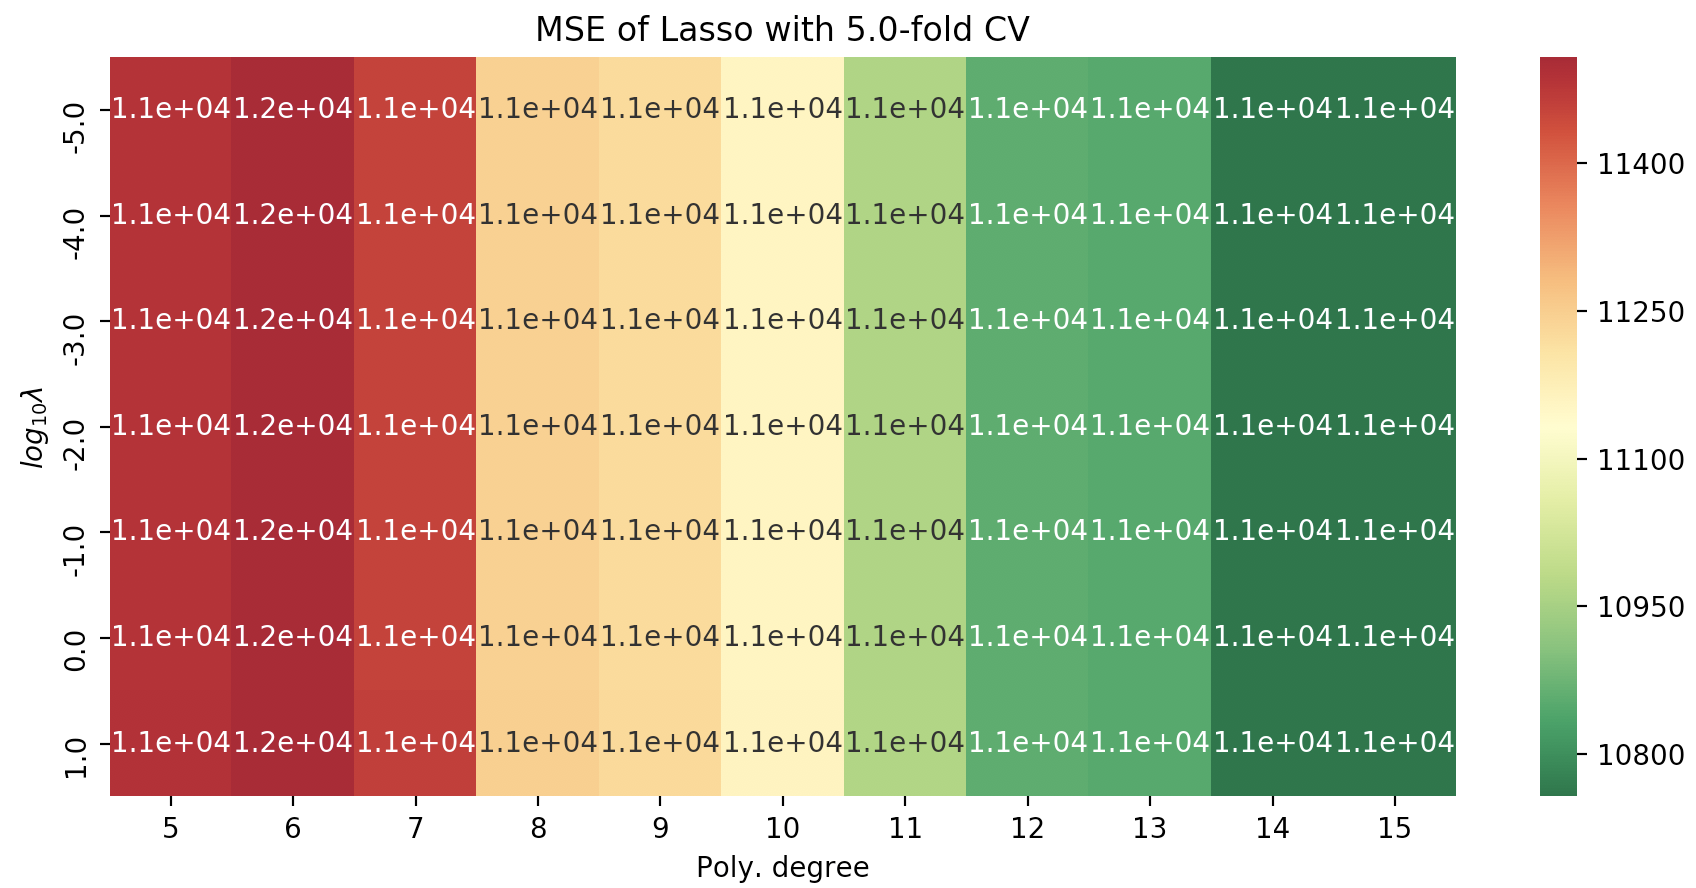 MSE of Lasso with 5.0-fold CV
-5.0 1.1e+04 1.2e+04 1.1e+04 1.1e+04 1.1e+04 1.1e+04 1.1e+04 1.1e+04 1.1e+04 1.1e+04 1.1e+04
-4.0 1.1e+04 1.2e+04 1.1e+04 1.1e+04 1.1e+04 1.1e+04 1.1e+04 1.1e+04 1.1e+04 1.1e+04 1.1e+04
-3.0 1.1e+04 1.2e+04 1.1e+04 1.1e+04 1.1e+04 1.1e+04 1.1e+04 1.1e+04 1.1e+04 1.1e+04 1.1e+04
-2.0 1.1e+04 1.2e+04 1.1e+04 1.1e+04 1.1e+04 1.1e+04 1.1e+04 1.1e+04 1.1e+04 1.1e+04 1.1e+04
-1.0 1.1e+04 1.2e+04 1.1e+04 1.1e+04 1.1e+04 1.1e+04 1.1e+04 1.1e+04 1.1e+04 1.1e+04 1.1e+04
0.0 1.1e+04 1.2e+04 1.1e+04 1.1e+04 1.1e+04 1.1e+04 1.1e+04 1.1e+04 1.1e+04 1.1e+04 1.1e+04
1.0 1.1e+04 1.2e+04 1.1e+04 1.1e+04 1.1e+04 1.1e+04 1.1e+04 1.1e+04 1.1e+04 1.1e+04 1.1e+04
log₁₀λ
5 6 7 8 9 10 11 12 13 14 15
Poly. degree
11400
11250
11100
10950
10800